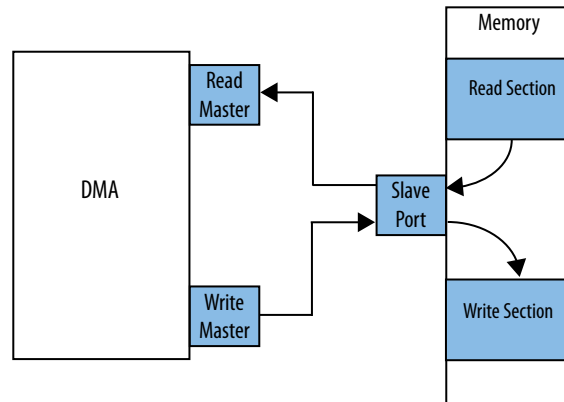 Memory
Read
Master
Read Section
DMA
Slave
Port
Write
Master
Write Section